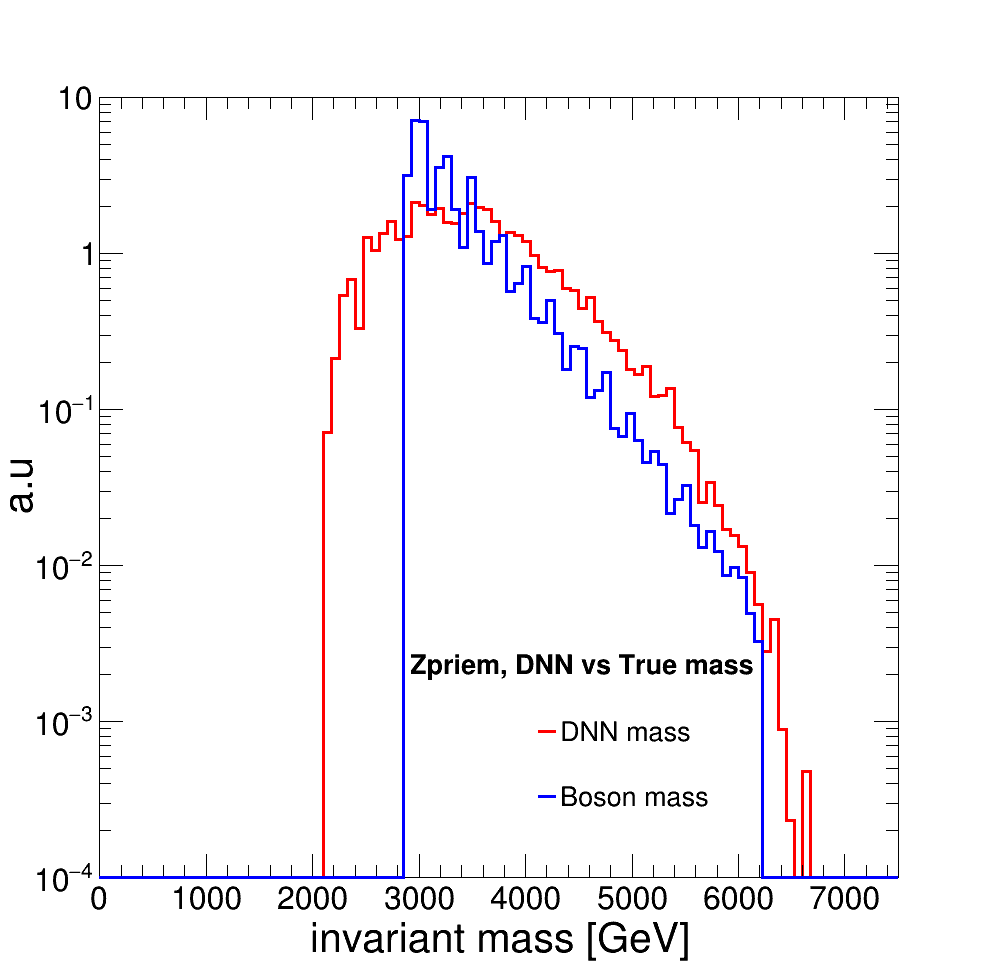 10
1
10⁻¹
10⁻²
10⁻³
10⁻⁴
a.u
Zpriem, DNN vs True mass
DNN mass
Boson mass
0 1000 2000 3000 4000 5000 6000 7000
invariant mass [GeV]